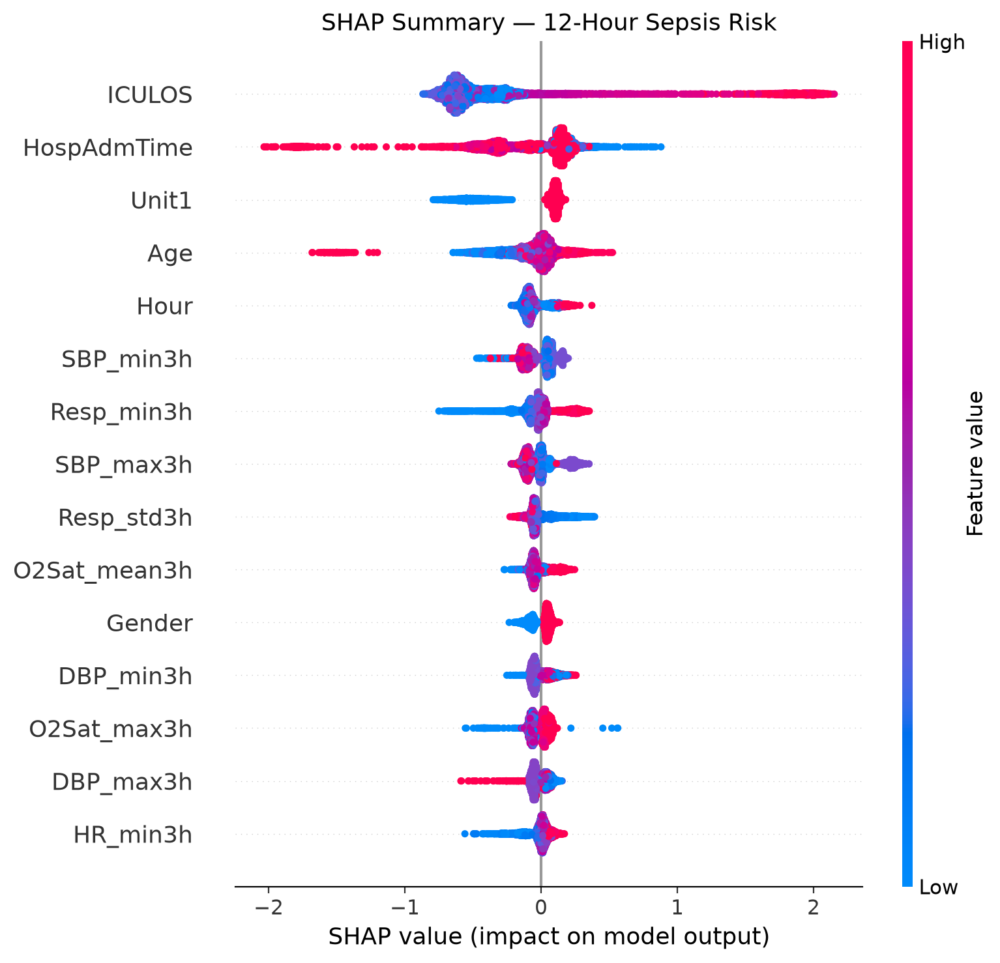 SHAP Summary — 12-Hour Sepsis Risk
High
ICULOS
HospAdmTime
Unit1
Age
Hour
SBP_min3h
Resp_min3h
SBP_max3h
Resp_std3h
O2Sat_mean3h
Gender
DBP_min3h
O2Sat_max3h
DBP_max3h
HR_min3h
Feature value
Low
−2
−1
0
1
2
SHAP value (impact on model output)